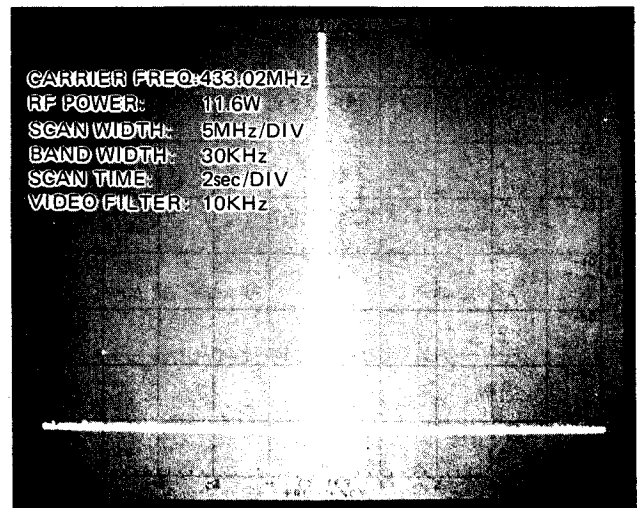 CARRIER FREQ:433.02MHz
RF POWER: 11.6W
SCAN WIDTH: 5MHz/DIV
BAND WIDTH: 30KHz
SCAN TIME: 2sec/DIV
VIDEO FILTER: 10KHz